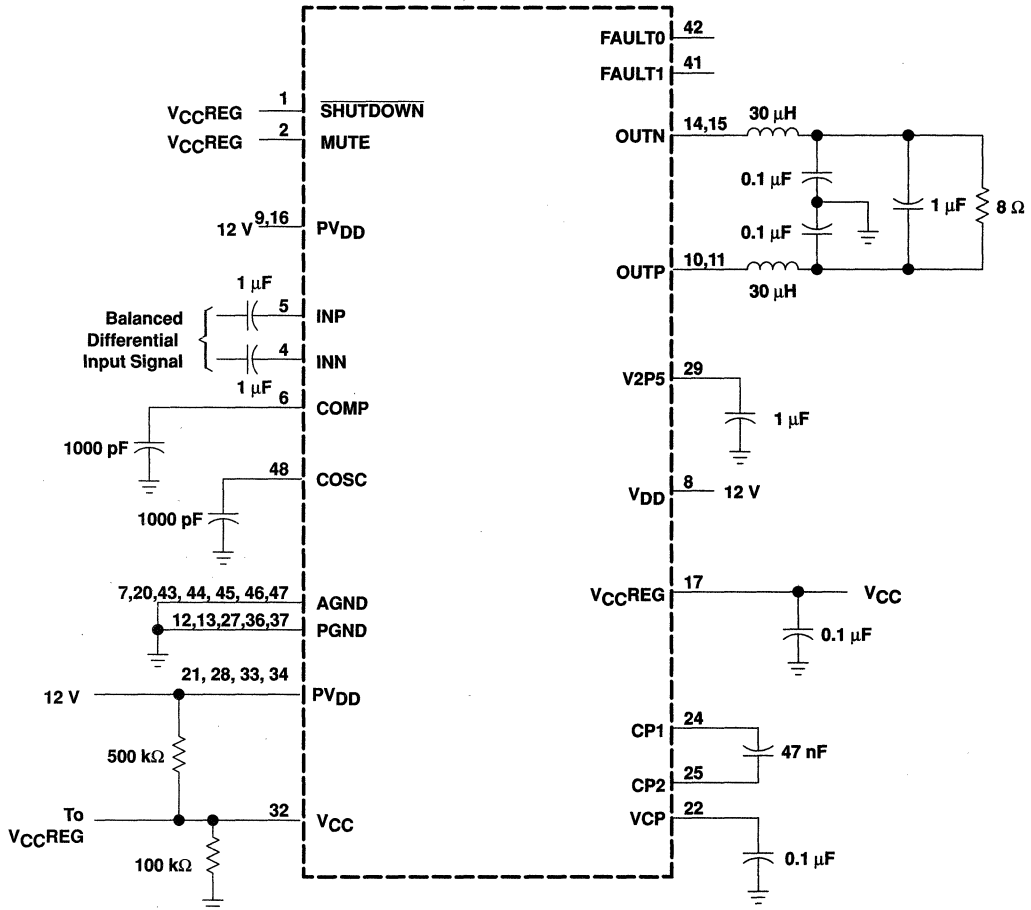 FAULT0 42
FAULT1 41
VCCREG 1 SHUTDOWN
VCCREG 2 MUTE
OUTN 14,15 30 μH
0.1 μF
0.1 μF
1 μF 8 Ω
OUTP 10,11 30 μH
12 V 9,16 PVDD
1 μF
5 INP
Balanced
Differential
Input Signal
4 INN
1 μF
6 COMP
1000 pF
48 COSC
1000 pF
V2P5 29
1 μF
VDD 8 12 V
7,20,43, 44, 45, 46,47 AGND
12,13,27,36,37 PGND
VCCREG 17 VCC
0.1 μF
21, 28, 33, 34
12 V PVDD
500 kΩ
To
VCCREG
32 VCC
100 kΩ
CP1 24
47 nF
CP2 25
VCP 22
0.1 μF